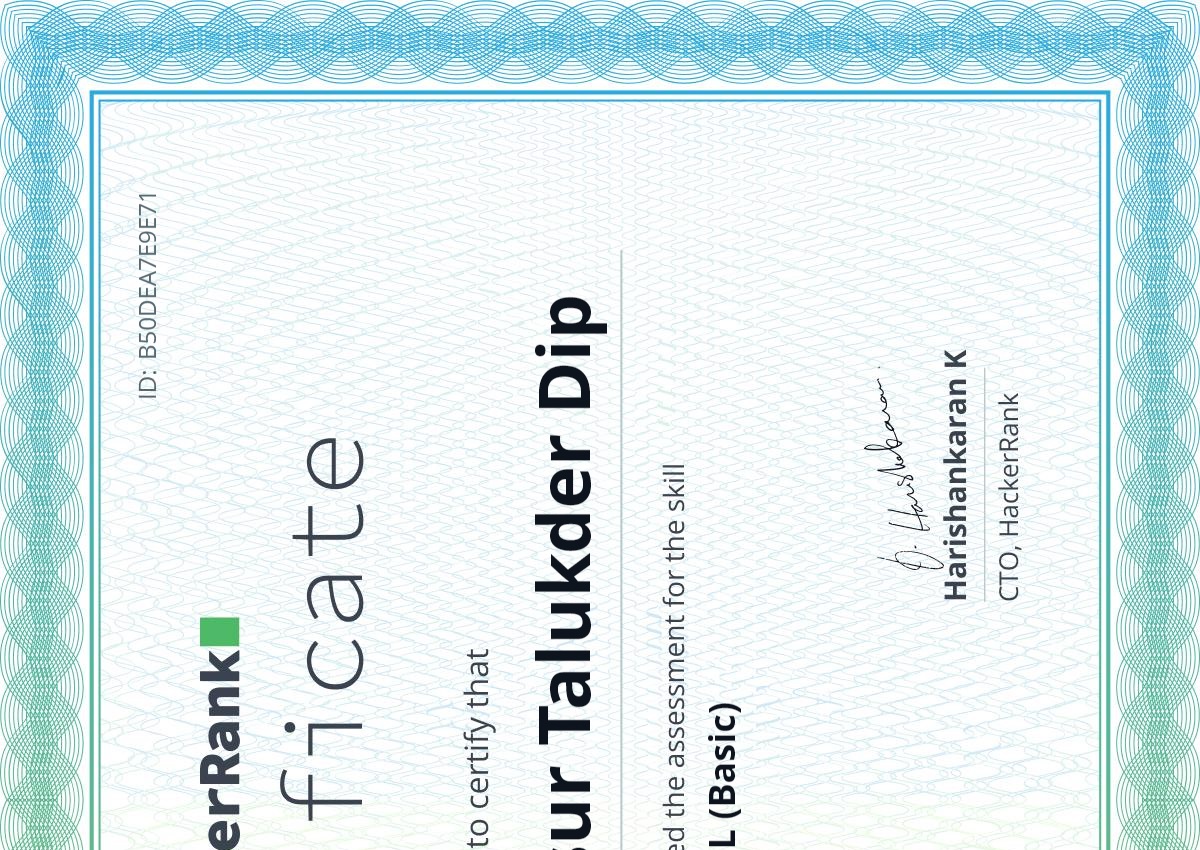 ID: B50DEA7E9E71
erRank
ficate
to certify that
ur Talukder Dip
ed the assessment for the skill
L (Basic)
Harishankaran K
CTO, HackerRank